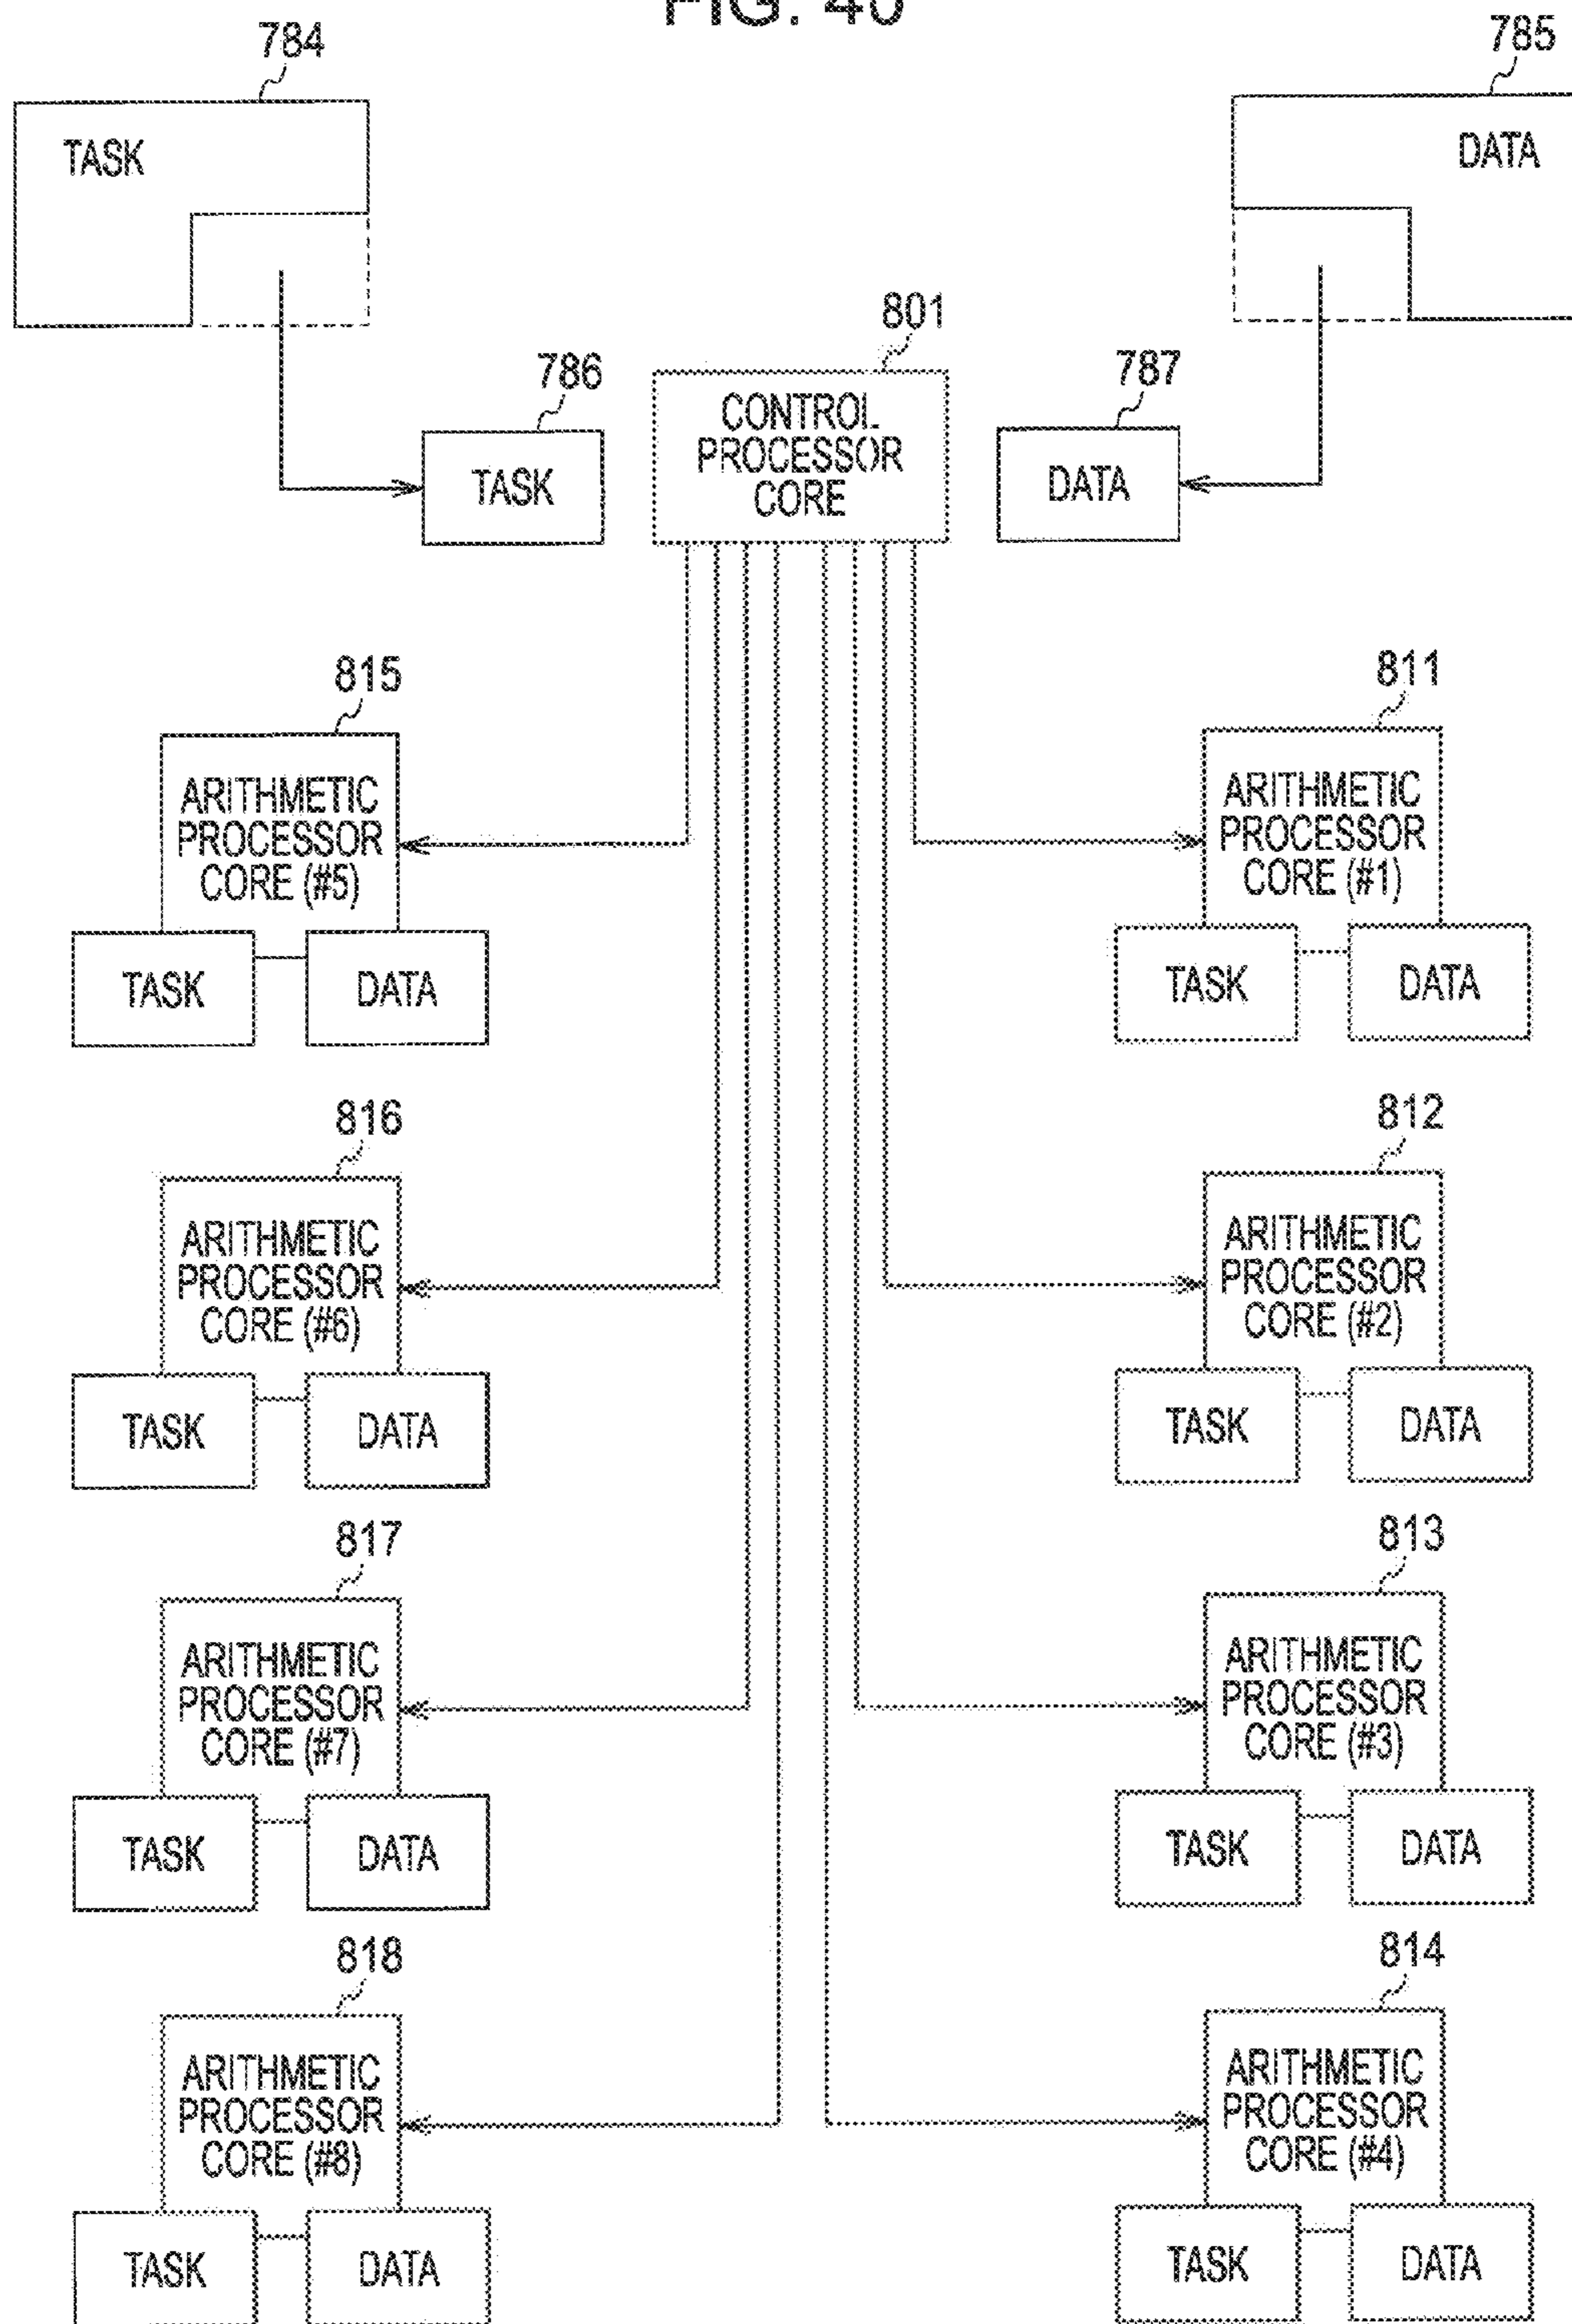 FIG. 40
784
785
TASK
DATA
801
786
787
CONTROL
PROCESSOR
CORE
TASK
DATA
815
811
ARITHMETIC
PROCESSOR
CORE (#5)
ARITHMETIC
PROCESSOR
CORE (#1)
TASK
DATA
TASK
DATA
816
812
ARITHMETIC
PROCESSOR
CORE (#6)
ARITHMETIC
PROCESSOR
CORE (#2)
TASK
DATA
TASK
DATA
817
813
ARITHMETIC
PROCESSOR
CORE (#7)
ARITHMETIC
PROCESSOR
CORE (#3)
TASK
DATA
TASK
DATA
818
814
ARITHMETIC
PROCESSOR
CORE (#8)
ARITHMETIC
PROCESSOR
CORE (#4)
TASK
DATA
TASK
DATA